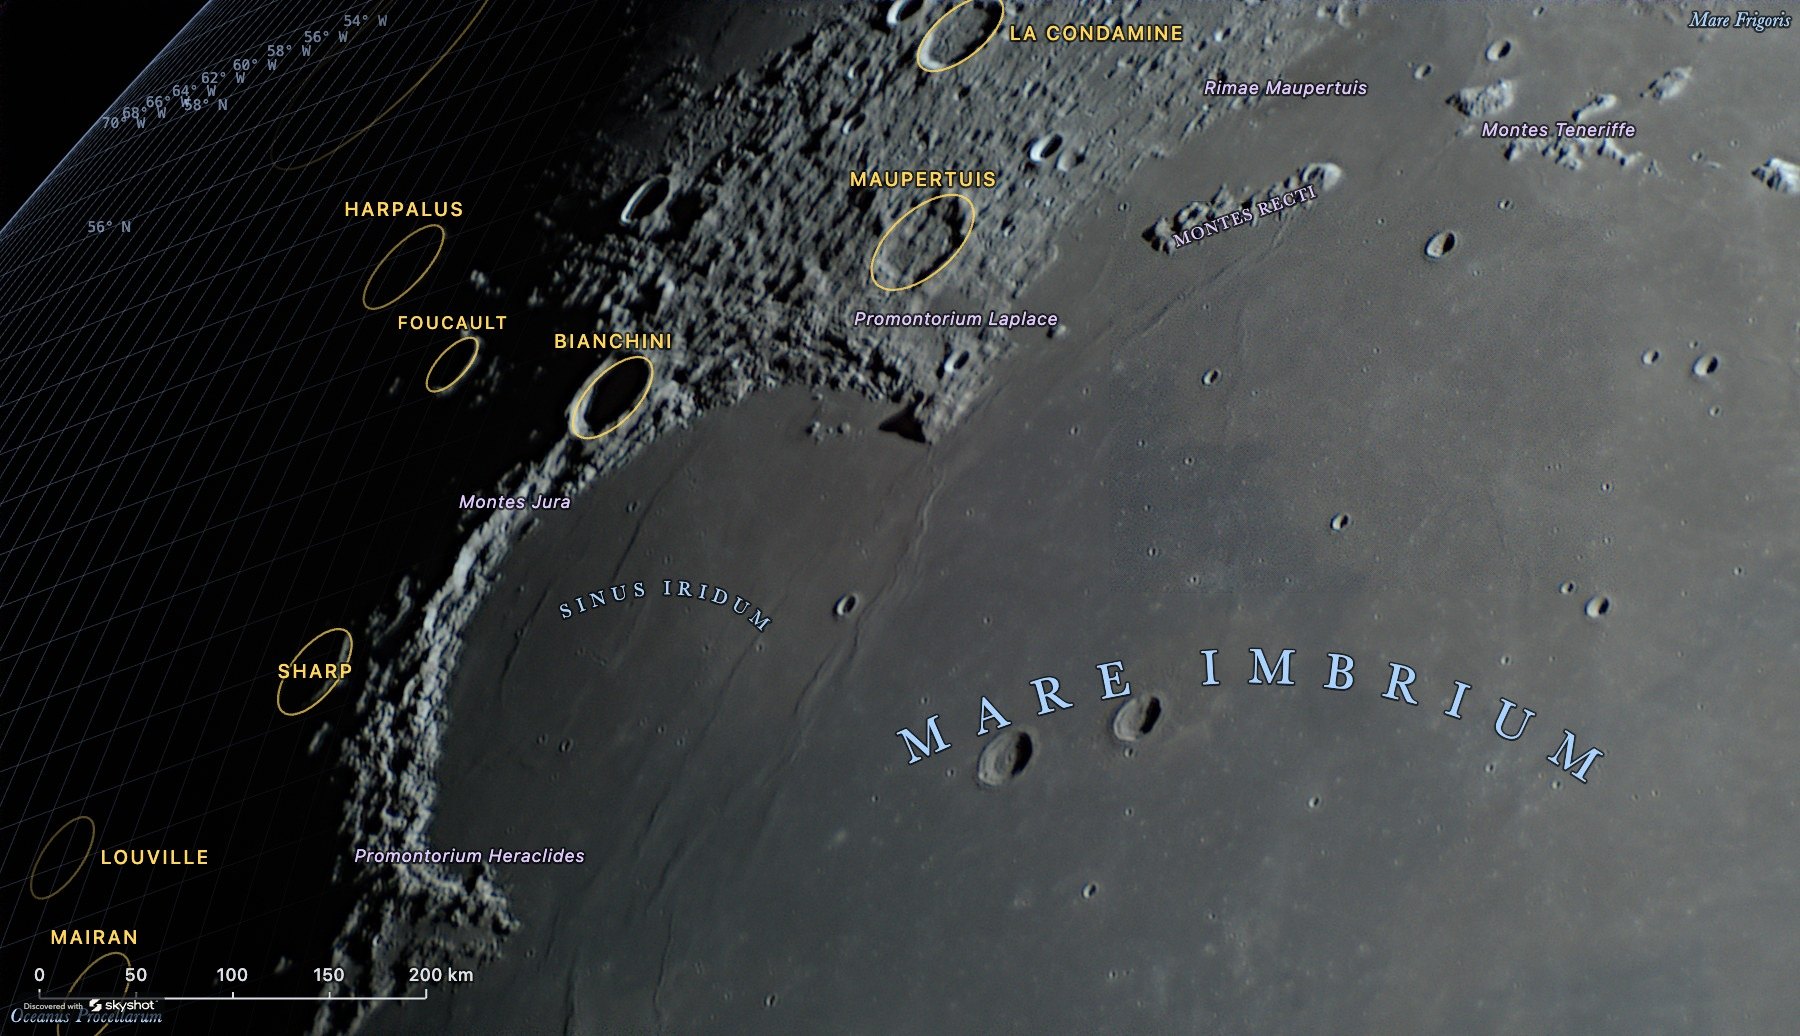 54° W
56° W
58° W
60° W
62° W
64° W
66° W
68° W
70° W
58° N
56° N
LA CONDAMINE
Mare Frigoris
Rimae Maupertuis
Montes Teneriffe
MAUPERTUIS
MONTES RECTI
HARPALUS
FOUCAULT
BIANCHINI
Promontorium Laplace
Montes Jura
SINUS IRIDUM
SHARP
MARE IMBRIUM
Promontorium Heraclides
LOUVILLE
MAIRAN
0 50 100 150 200 km
Discovered with skyshot
Oceanus Procellarum